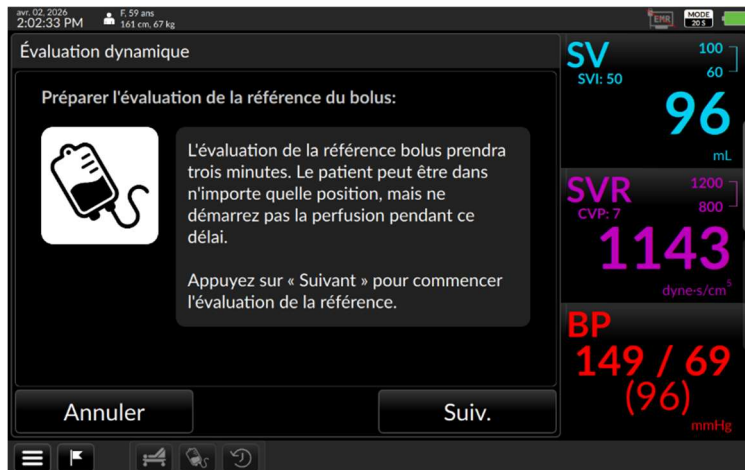 avr. 02, 2026
2:02:33 PM
F, 59 ans
161 cm, 67 kg
EMR
MODE
20 S
Évaluation dynamique
Préparer l'évaluation de la référence du bolus:
L'évaluation de la référence bolus prendra
trois minutes. Le patient peut être dans
n'importe quelle position, mais ne
démarrez pas la perfusion pendant ce
délai.
Appuyez sur « Suivant » pour commencer
l'évaluation de la référence.
Annuler
Suiv.
SV
SVI: 50
100
60
96
mL
SVR
CVP: 7
1200
800
1143
dyne-s/cm⁵
BP
149 / 69
(96)
mmHg